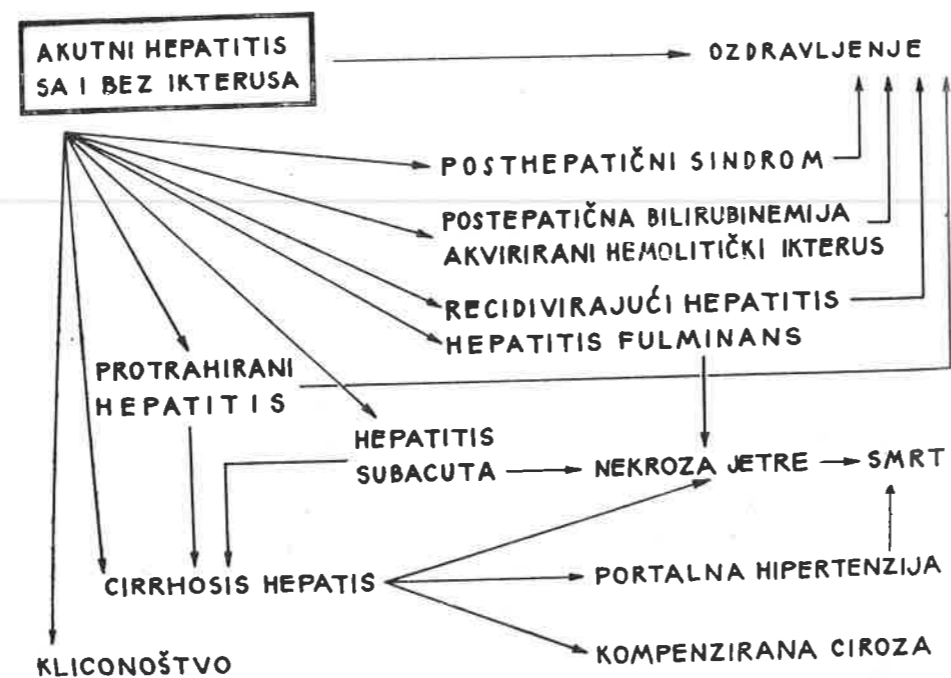 AKUTNI HEPATITIS
SA I BEZ IKTERUSA
OZDRAVLJENJE
POSTHEPATIČNI SINDROM
POSTEPATIČNA BILIRUBINEMIJA
AKVIRIRANI HEMOLITIČKI IKTERUS
RECIDIVIRAJUĆI HEPATITIS
HEPATITIS FULMINANS
PROTRAHIRANI
HEPATITIS
HEPATITIS
SUBACUTA
NEKROZA JETRE
SMRT
CIRRHOSIS HEPATIS
PORTALNA HIPERTENZIJA
KOMPENZIRANA CIROZA
KLICONOŠTVO